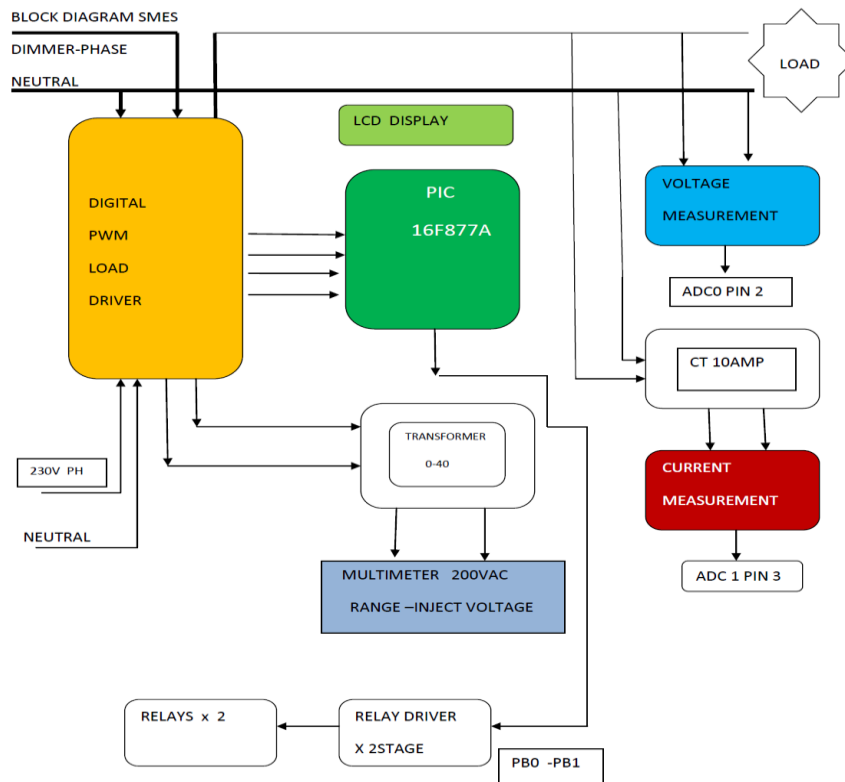 BLOCK DIAGRAM SMES
DIMMER-PHASE
NEUTRAL
LOAD
LCD  DISPLAY
DIGITAL
PWM
LOAD
DRIVER
PIC
16F877A
VOLTAGE
MEASUREMENT
ADC0 PIN 2
CT 10AMP
TRANSFORMER
0-40
230V  PH
NEUTRAL
CURRENT
MEASUREMENT
ADC 1 PIN 3
MULTIMETER   200VAC
RANGE –INJECT VOLTAGE
RELAYS  x  2
RELAY DRIVER
X 2STAGE
PB0  -PB1